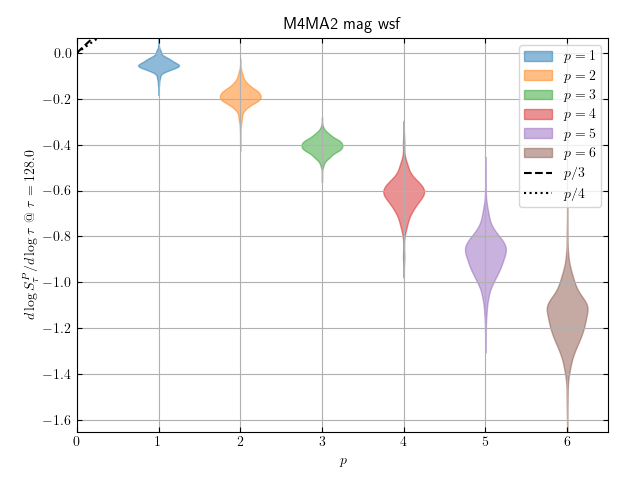 M4MA2 mag wsf
d log S_τ^P / d log τ @ τ = 128.0
0.0
−0.2
−0.4
−0.6
−0.8
−1.0
−1.2
−1.4
−1.6
p = 1
p = 2
p = 3
p = 4
p = 5
p = 6
p/3
p/4
0 1 2 3 4 5 6
p